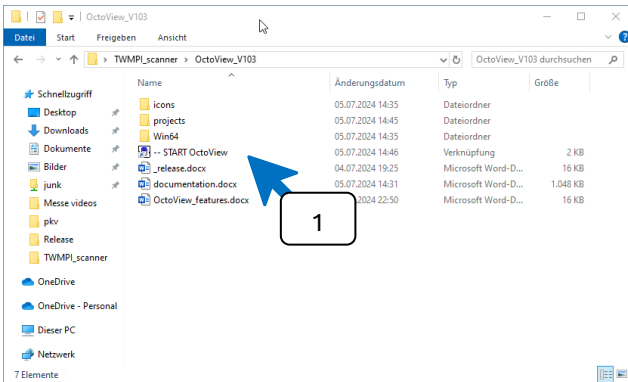 OctoView_V103
Datei Start Freigeben Ansicht
TWMPI_scanner OctoView_V103 OctoView_V103 durchsuchen
Name Änderungsdatum Typ Größe
Schnellzugriff
Desktop
Downloads
Dokumente
Bilder
junk
Messe videos
pkv
Release
TWMPI_scanner
OneDrive
OneDrive - Personal
Dieser PC
Netzwerk
icons 05.07.2024 14:35 Dateiordner
projects 05.07.2024 14:45 Dateiordner
Win64 05.07.2024 14:35 Dateiordner
-- START OctoView 05.07.2024 14:46 Verknüpfung 2 KB
_release.docx 04.07.2024 19:25 Microsoft Word-D... 16 KB
documentation.docx 05.07.2024 14:31 Microsoft Word-D... 1.048 KB
OctoView_features.docx .2024 22:50 Microsoft Word-D... 16 KB
1
7 Elemente